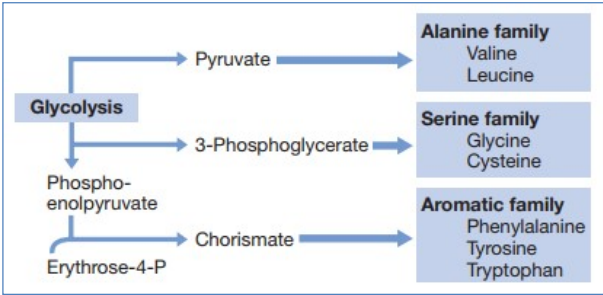 Glycolysis
Pyruvate
Alanine family
Valine
Leucine
3-Phosphoglycerate
Serine family
Glycine
Cysteine
Phospho-
enolpyruvate
Erythrose-4-P
Chorismate
Aromatic family
Phenylalanine
Tyrosine
Tryptophan